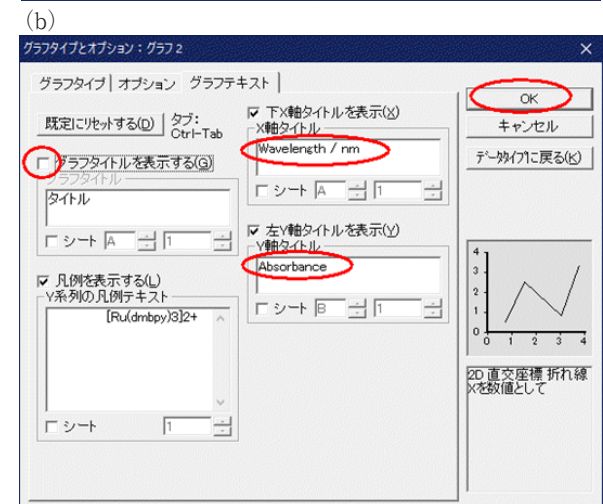 (b)
グラフタイプとオプション：グラフ2
グラフタイプ オプション グラフテキスト
既定にリセットする(D) タブ:
Ctrl-Tab
グラフタイトルを表示する(G)
グラフタイトル
タイトル
シート A 1
凡例を表示する(L)
Y系列の凡例テキスト
[Ru(dmbpy)3]2+
シート 1
下X軸タイトルを表示(X)
X軸タイトル
Wavelength / nm
シート A 1
左Y軸タイトルを表示(Y)
Y軸タイトル
Absorbance
シート B 1
OK
キャンセル
データタイプに戻る(K)
4
3
2
1
0
0 1 2 3 4
2D 直交座標 折れ線
Xを数値として